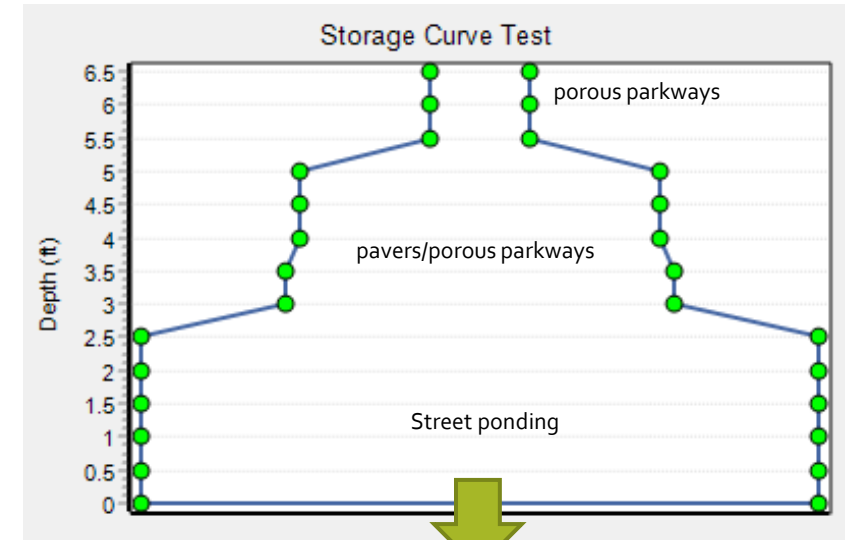 Storage Curve Test
6.5
6
5.5
5
4.5
4
3.5
3
2.5
2
1.5
1
0.5
0
Depth (ft)
porous parkways
pavers/porous parkways
Street ponding